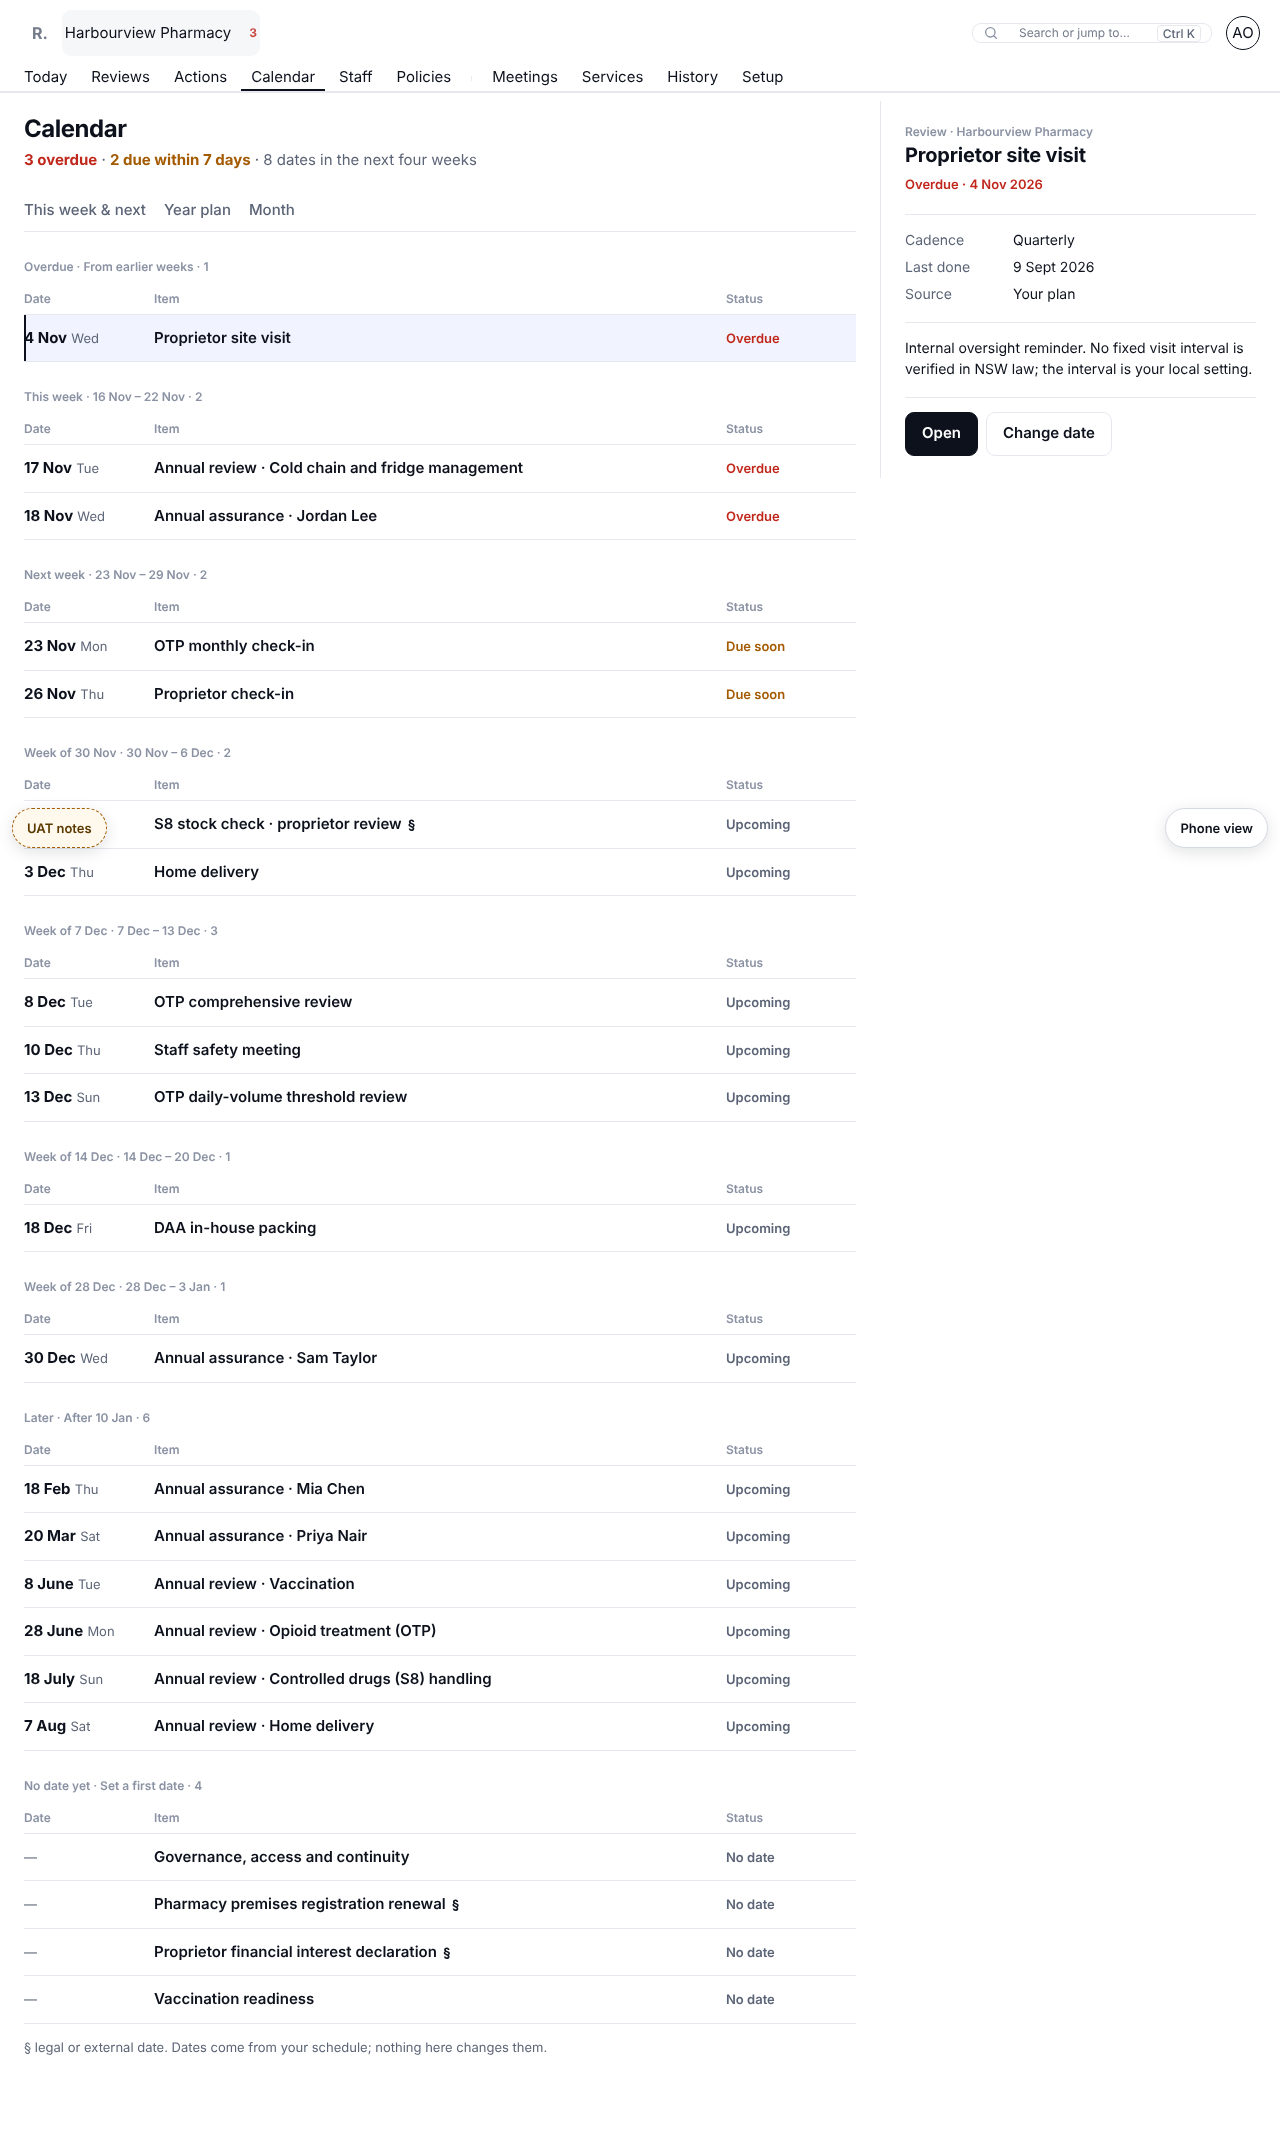 R. Harbourview Pharmacy 3 Search or jump to... Ctrl K AO
Today Reviews Actions Calendar Staff Policies Meetings Services History Setup
Calendar
3 overdue · 2 due within 7 days · 8 dates in the next four weeks
This week & next Year plan Month
Overdue · From earlier weeks · 1
Date Item Status
4 Nov Wed Proprietor site visit Overdue
This week · 16 Nov – 22 Nov · 2
Date Item Status
17 Nov Tue Annual review · Cold chain and fridge management Overdue
18 Nov Wed Annual assurance · Jordan Lee Overdue
Next week · 23 Nov – 29 Nov · 2
Date Item Status
23 Nov Mon OTP monthly check-in Due soon
26 Nov Thu Proprietor check-in Due soon
Week of 30 Nov · 30 Nov – 6 Dec · 2
Date Item Status
UAT notes S8 stock check · proprietor review § Upcoming
3 Dec Thu Home delivery Upcoming
Week of 7 Dec · 7 Dec – 13 Dec · 3
Date Item Status
8 Dec Tue OTP comprehensive review Upcoming
10 Dec Thu Staff safety meeting Upcoming
13 Dec Sun OTP daily-volume threshold review Upcoming
Week of 14 Dec · 14 Dec – 20 Dec · 1
Date Item Status
18 Dec Fri DAA in-house packing Upcoming
Week of 28 Dec · 28 Dec – 3 Jan · 1
Date Item Status
30 Dec Wed Annual assurance · Sam Taylor Upcoming
Later · After 10 Jan · 6
Date Item Status
18 Feb Thu Annual assurance · Mia Chen Upcoming
20 Mar Sat Annual assurance · Priya Nair Upcoming
8 June Tue Annual review · Vaccination Upcoming
28 June Mon Annual review · Opioid treatment (OTP) Upcoming
18 July Sun Annual review · Controlled drugs (S8) handling Upcoming
7 Aug Sat Annual review · Home delivery Upcoming
No date yet · Set a first date · 4
Date Item Status
— Governance, access and continuity No date
— Pharmacy premises registration renewal § No date
— Proprietor financial interest declaration § No date
— Vaccination readiness No date
§ legal or external date. Dates come from your schedule; nothing here changes them.
Review · Harbourview Pharmacy
Proprietor site visit
Overdue · 4 Nov 2026
Cadence Quarterly
Last done 9 Sept 2026
Source Your plan
Internal oversight reminder. No fixed visit interval is
verified in NSW law; the interval is your local setting.
Open Change date
Phone view